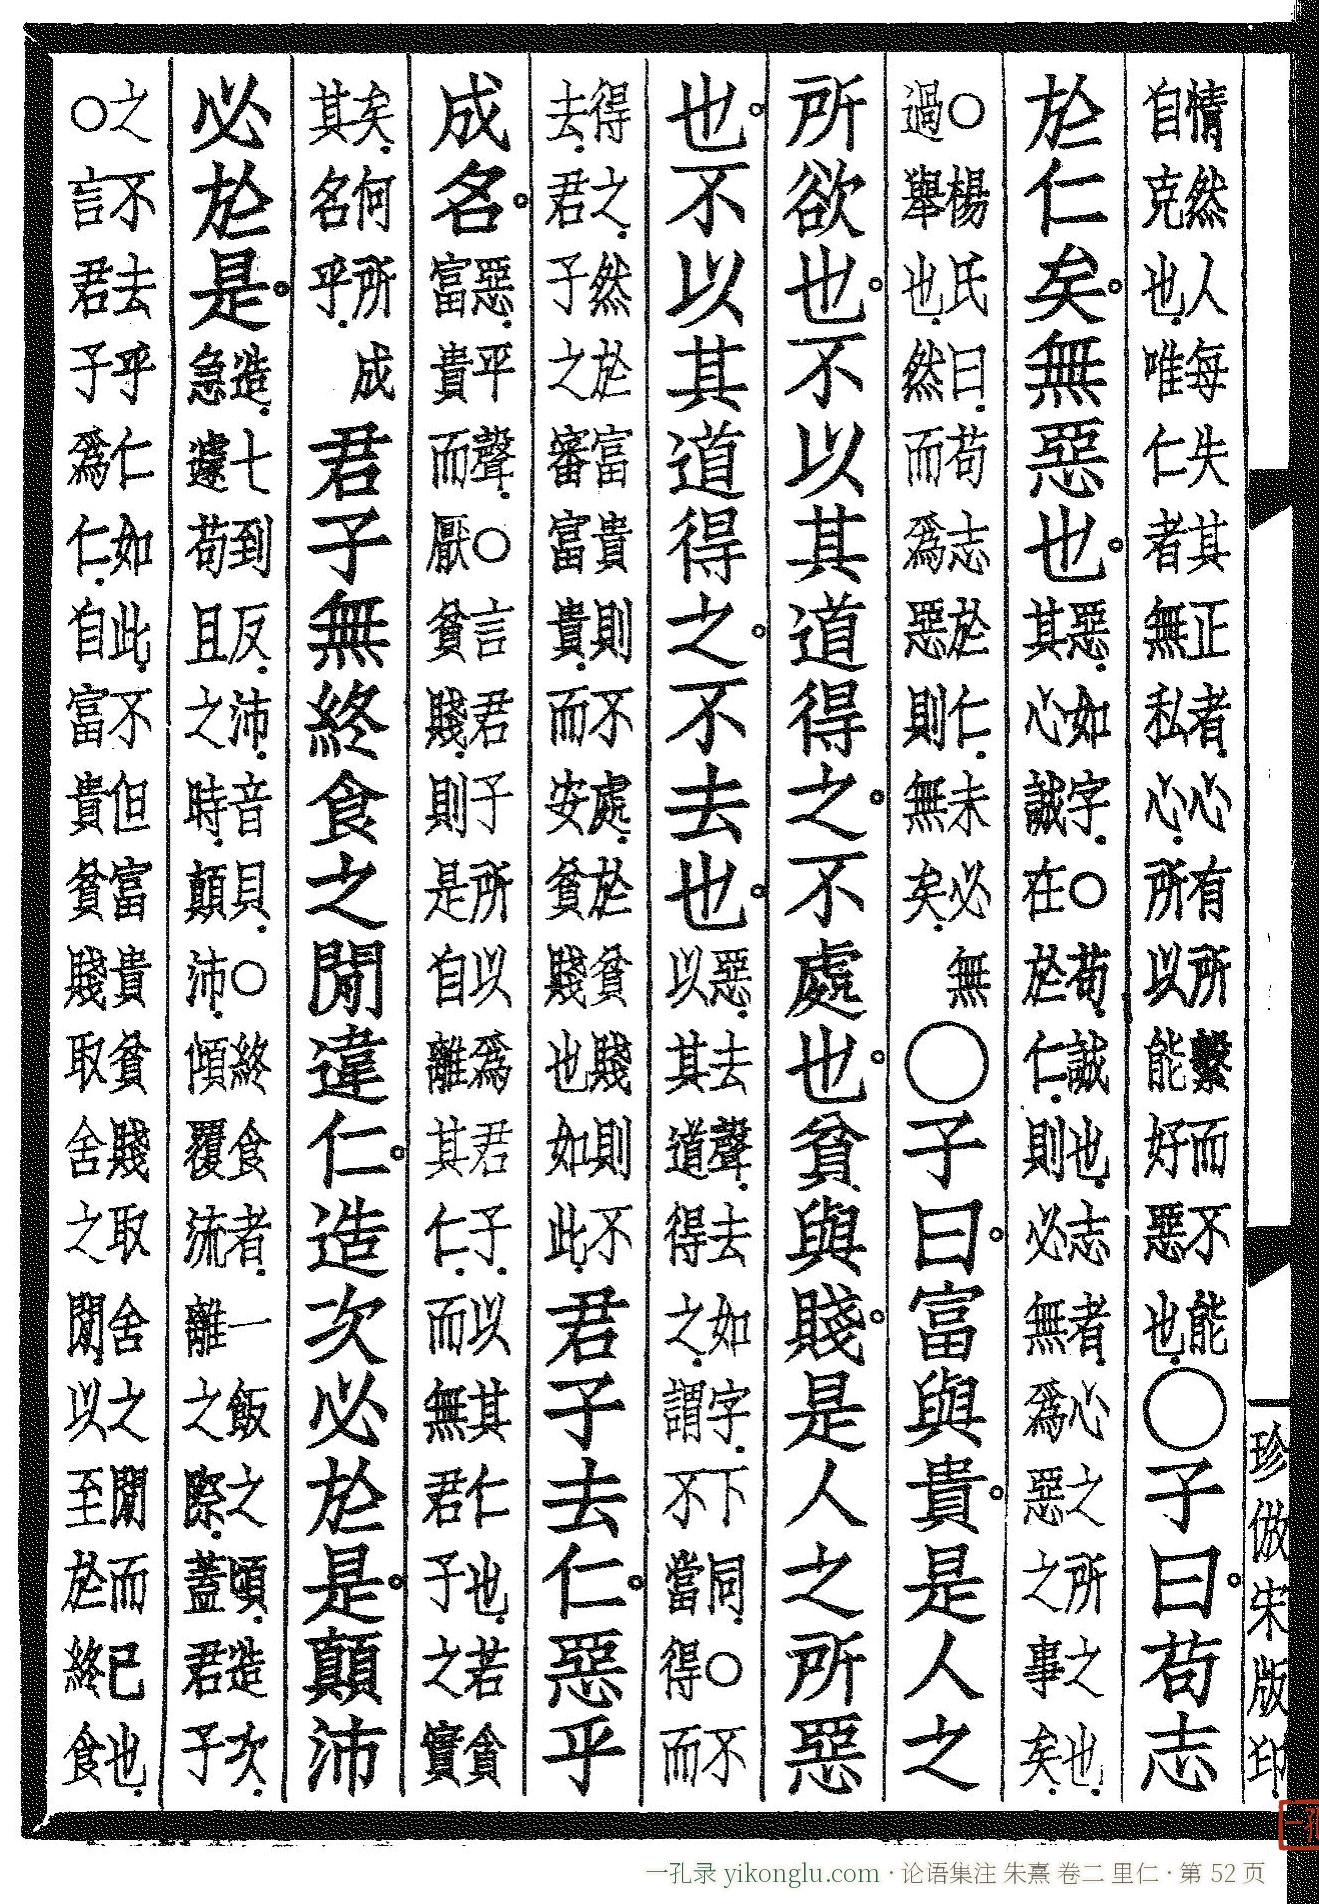 珍倣宋版印
情然人每失其正者.心有所繫而不能自克也.唯仁者無私心.所以能好惡也.○子曰。苟志
於仁矣。無惡也。惡.如字.○苟.誠也.志者.心之所之也.其心誠在於仁.則必無爲惡之事矣.
○楊氏曰.苟志於仁.未必無過舉也.然而爲惡則無矣.○子曰。富與貴。是人之
所欲也。不以其道得之。不處也。貧與賤。是人之所惡
也。不以其道得之。不去也。惡.去聲.去如字.下同.○不以其道得之.謂不當得而
得之.然於富貴則不處.於貧賤則不去.君子之審富貴.而安貧賤也如此.君子去仁。惡乎
成名。惡.平聲.○言君子所以爲君子.以其仁也.若貪富貴而厭貧賤.則是自離其仁.而無君子之實
矣.何所成其名乎.君子無終食之閒違仁。造次必於是。顛沛
必於是。造.七到反.沛.音貝.○終食者.一飯之頃.造次.急遽苟且之時.顛沛.傾覆流離之際.蓋君子
之不去乎仁如此.不但富貴貧賤取舍之閒而已也.○言君子爲仁.自富貴貧賤取舍之閒.以至於終食
一孔
一孔录 yikonglu.com · 论语集注 朱熹 卷二 里仁 · 第 52 页